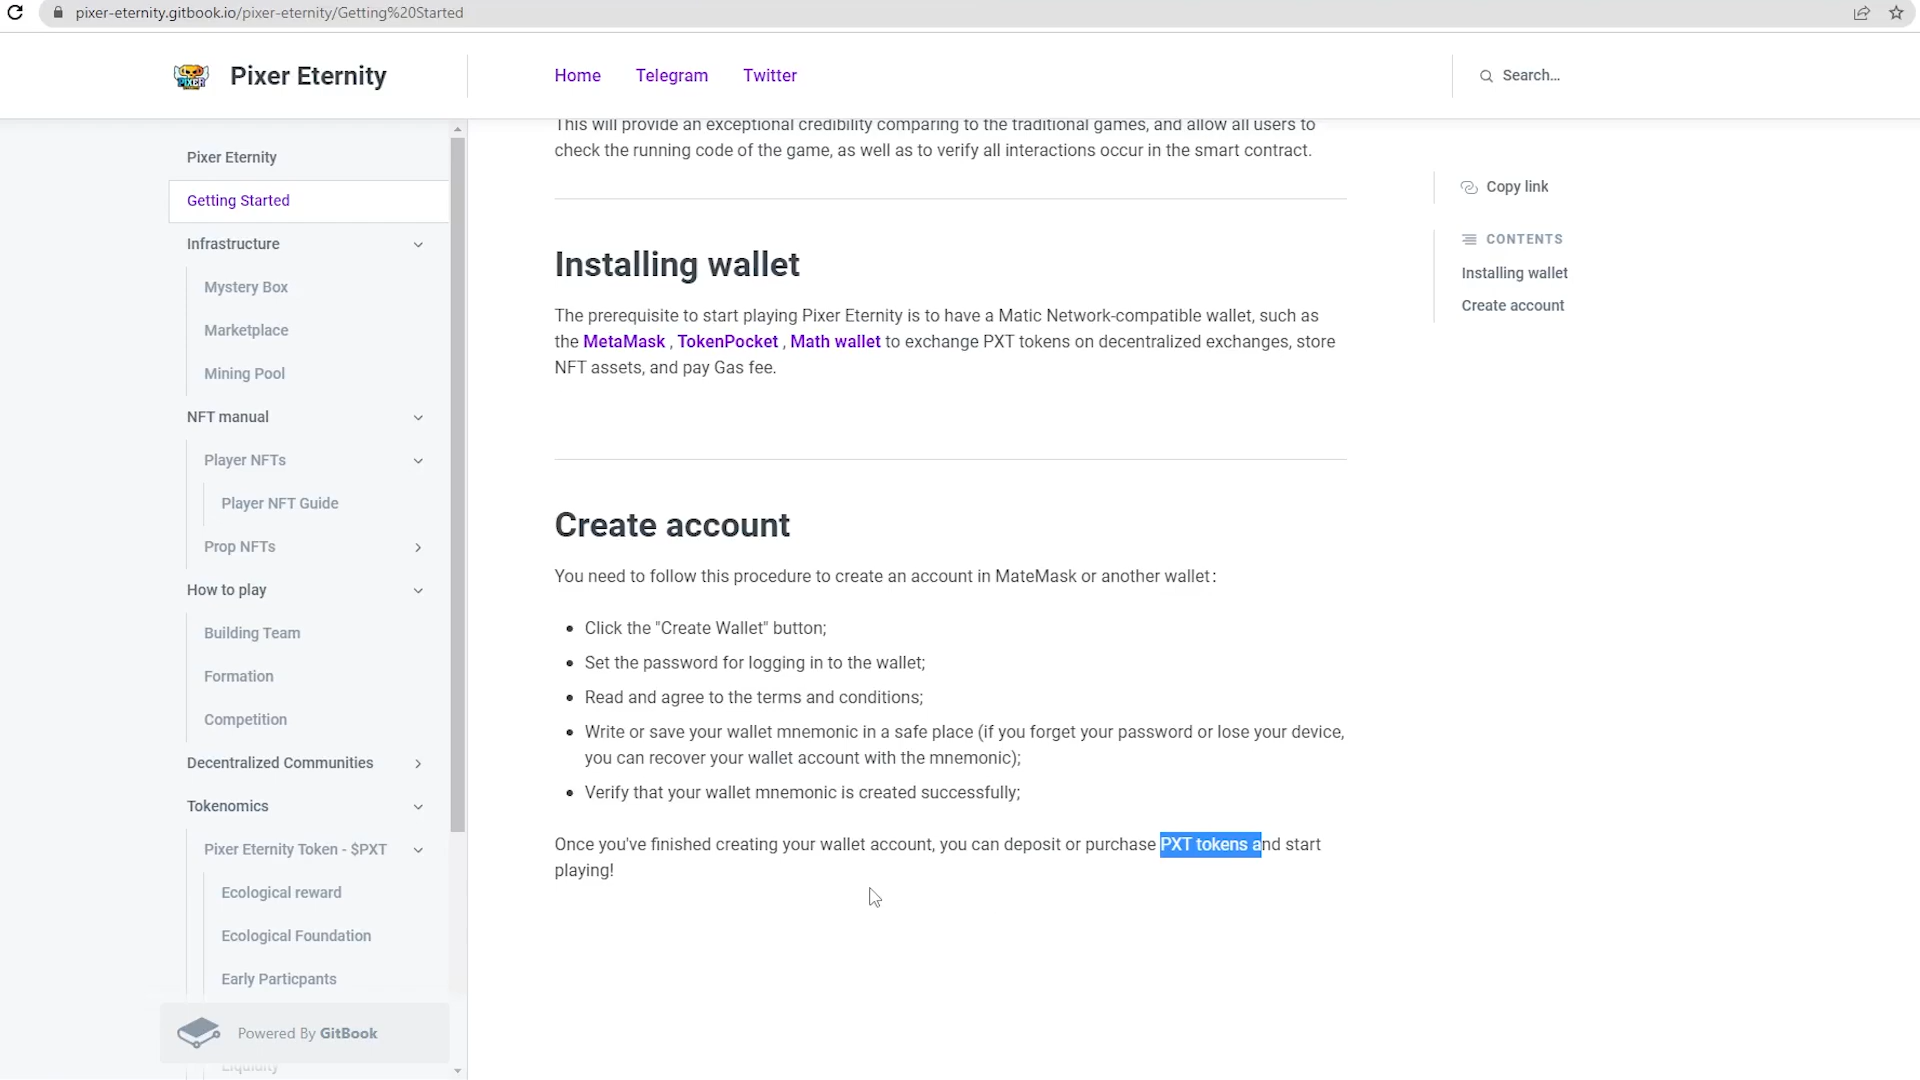 pixer-eternity.gitbook.io/pixer-eternity/Getting%20Started
Pixer Eternity
Home
Telegram
Twitter
Search...
Pixer Eternity
Getting Started
Infrastructure
Mystery Box
Marketplace
Mining Pool
NFT manual
Player NFTs
Player NFT Guide
Prop NFTs
How to play
Building Team
Formation
Competition
Decentralized Communities
Tokenomics
Pixer Eternity Token - $PXT
Ecological reward
Ecological Foundation
Early Particpants
Liquidity
Powered By GitBook
This will provide an exceptional credibility comparing to the traditional games, and allow all users to
check the running code of the game, as well as to verify all interactions occur in the smart contract.
Installing wallet
The prerequisite to start playing Pixer Eternity is to have a Matic Network-compatible wallet, such as
the MetaMask , TokenPocket , Math wallet to exchange PXT tokens on decentralized exchanges, store
NFT assets, and pay Gas fee.
Create account
You need to follow this procedure to create an account in MateMask or another wallet：
• Click the "Create Wallet" button;
• Set the password for logging in to the wallet;
• Read and agree to the terms and conditions;
• Write or save your wallet mnemonic in a safe place (if you forget your password or lose your device,
you can recover your wallet account with the mnemonic);
• Verify that your wallet mnemonic is created successfully;
Once you've finished creating your wallet account, you can deposit or purchase PXT tokens and start
playing!
Copy link
CONTENTS
Installing wallet
Create account